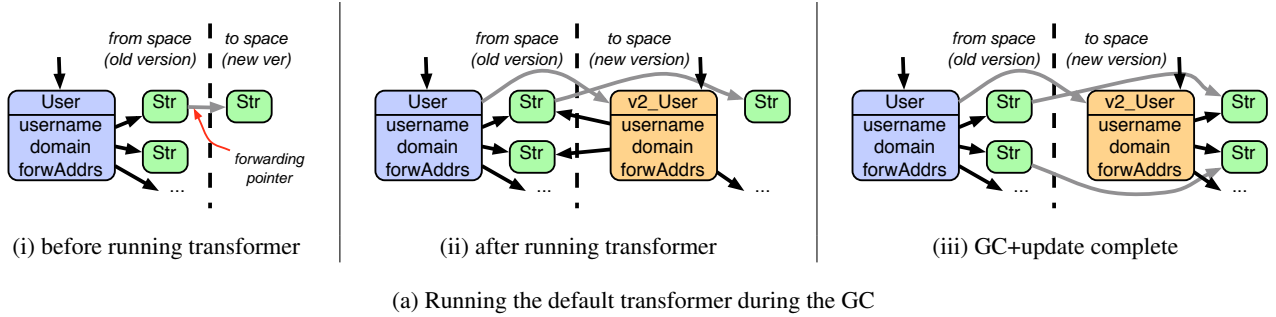 from space
(old version)
to space
(new ver)
User
username
domain
forwAddrs
Str
Str
Str
...
forwarding
pointer
(i) before running transformer
from space
(old version)
to space
(new version)
User
username
domain
forwAddrs
Str
Str
...
v2_User
username
domain
forwAddrs
Str
...
(ii) after running transformer
from space
(old version)
to space
(new version)
User
username
domain
forwAddrs
Str
Str
...
v2_User
username
domain
forwAddrs
Str
Str
...
(iii) GC+update complete
(a) Running the default transformer during the GC